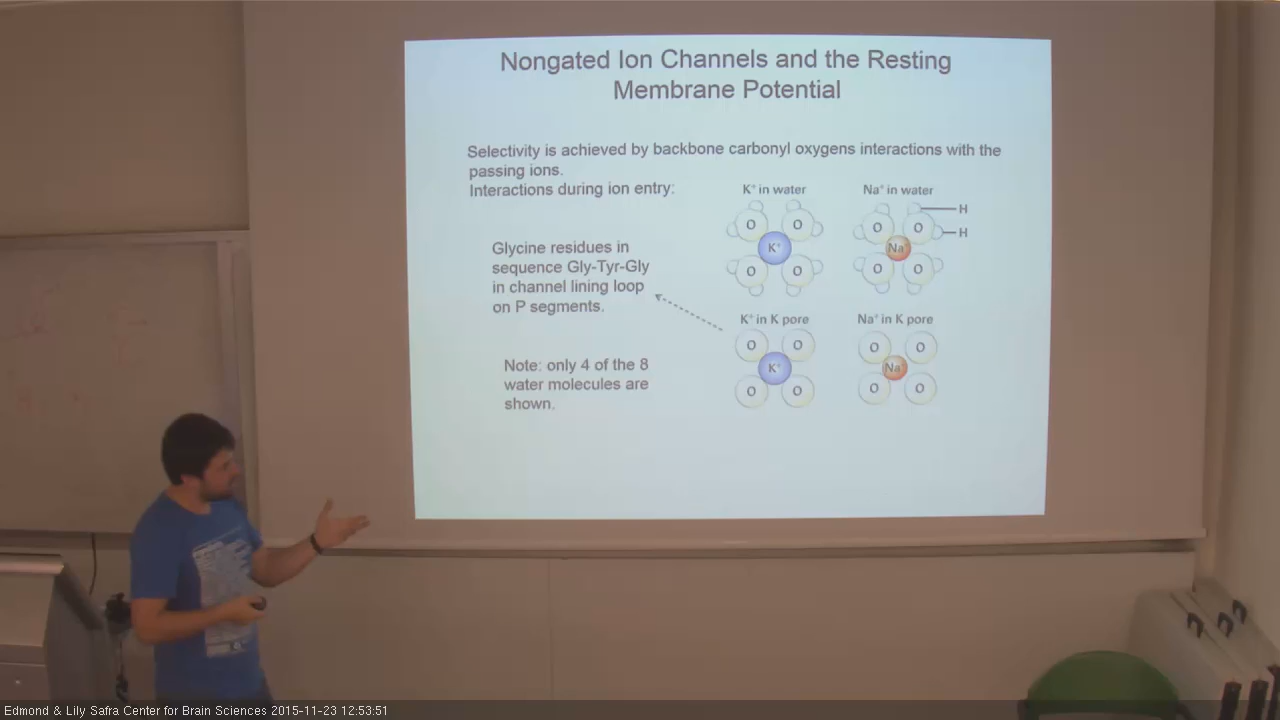 Nongated Ion Channels and the Resting
Membrane Potential
Selectivity is achieved by backbone carbonyl oxygens interactions with the
passing ions.
Interactions during ion entry:
K⁺ in water
Na⁺ in water
O O
O O
K⁺
O O
O O
Na
H
H
Glycine residues in
sequence Gly-Tyr-Gly
in channel lining loop
on P segments.
K⁺ in K pore
Na⁺ in K pore
O O
O O
K⁺
O O
O O
Na
Note: only 4 of the 8
water molecules are
shown.
Edmond & Lily Safra Center for Brain Sciences 2015-11-23 12:53:51